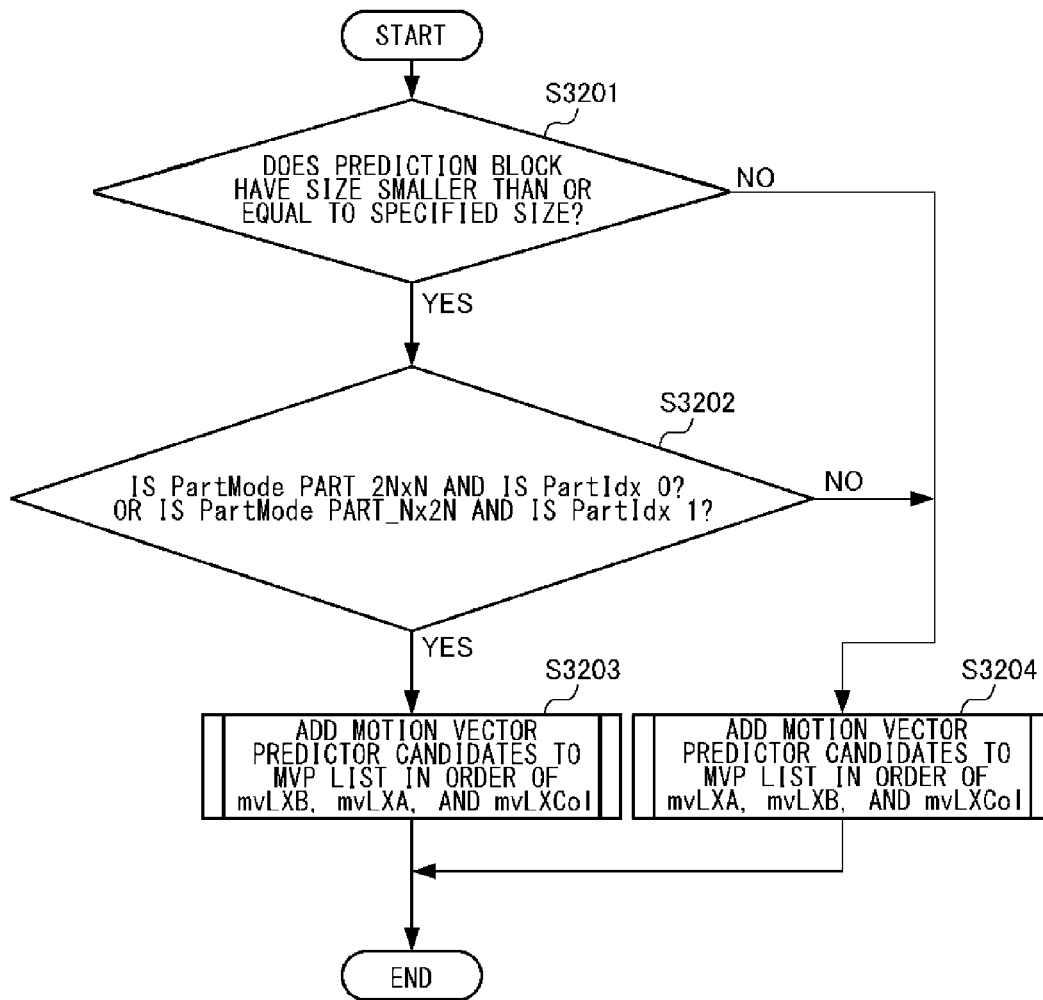 START
S3201
DOES PREDICTION BLOCK
HAVE SIZE SMALLER THAN OR
EQUAL TO SPECIFIED SIZE?
NO
YES
S3202
IS PartMode PART_2NxN AND IS PartIdx 0?
OR IS PartMode PART_Nx2N AND IS PartIdx 1?
NO
YES
S3203
ADD MOTION VECTOR
PREDICTOR CANDIDATES TO
MVP LIST IN ORDER OF
mvLXB, mvLXA, AND mvLXCol
S3204
ADD MOTION VECTOR
PREDICTOR CANDIDATES TO
MVP LIST IN ORDER OF
mvLXA, mvLXB, AND mvLXCol
END